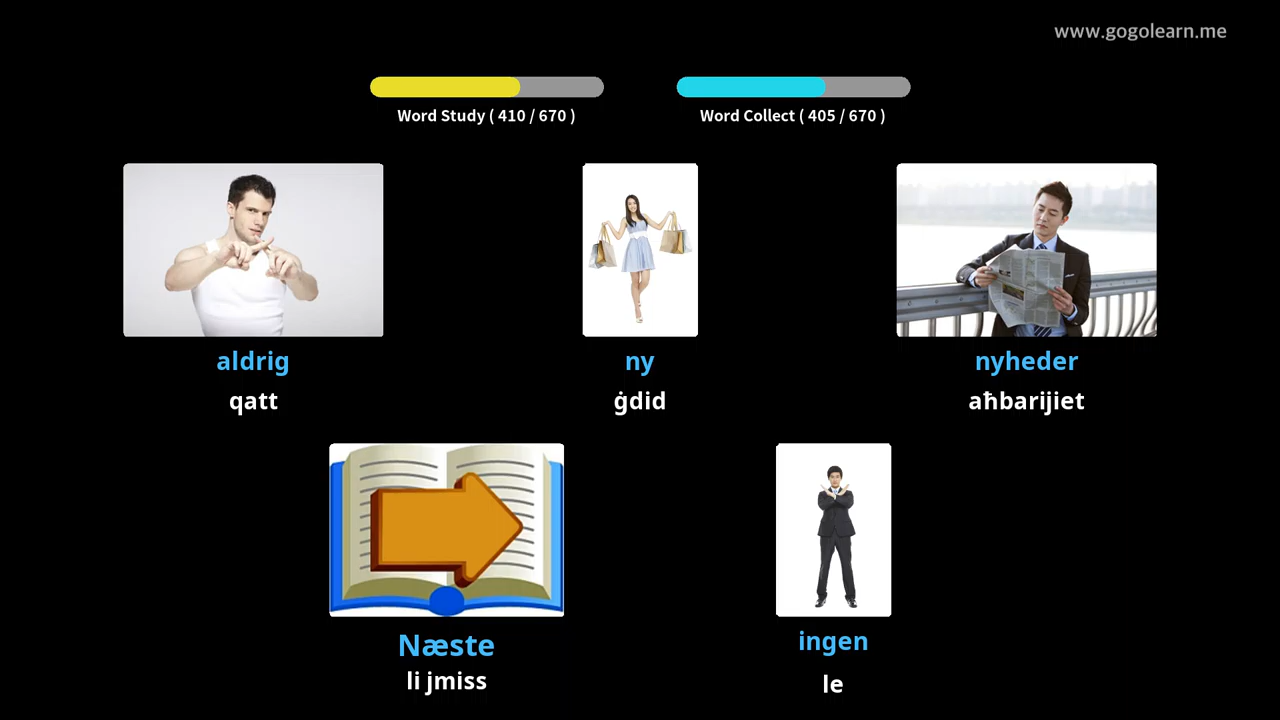 www.gogolearn.me
Word Study ( 410 / 670 )
Word Collect ( 405 / 670 )
aldrig
ny
nyheder
qatt
ġdid
aħbarijiet
Næste
ingen
li jmiss
le